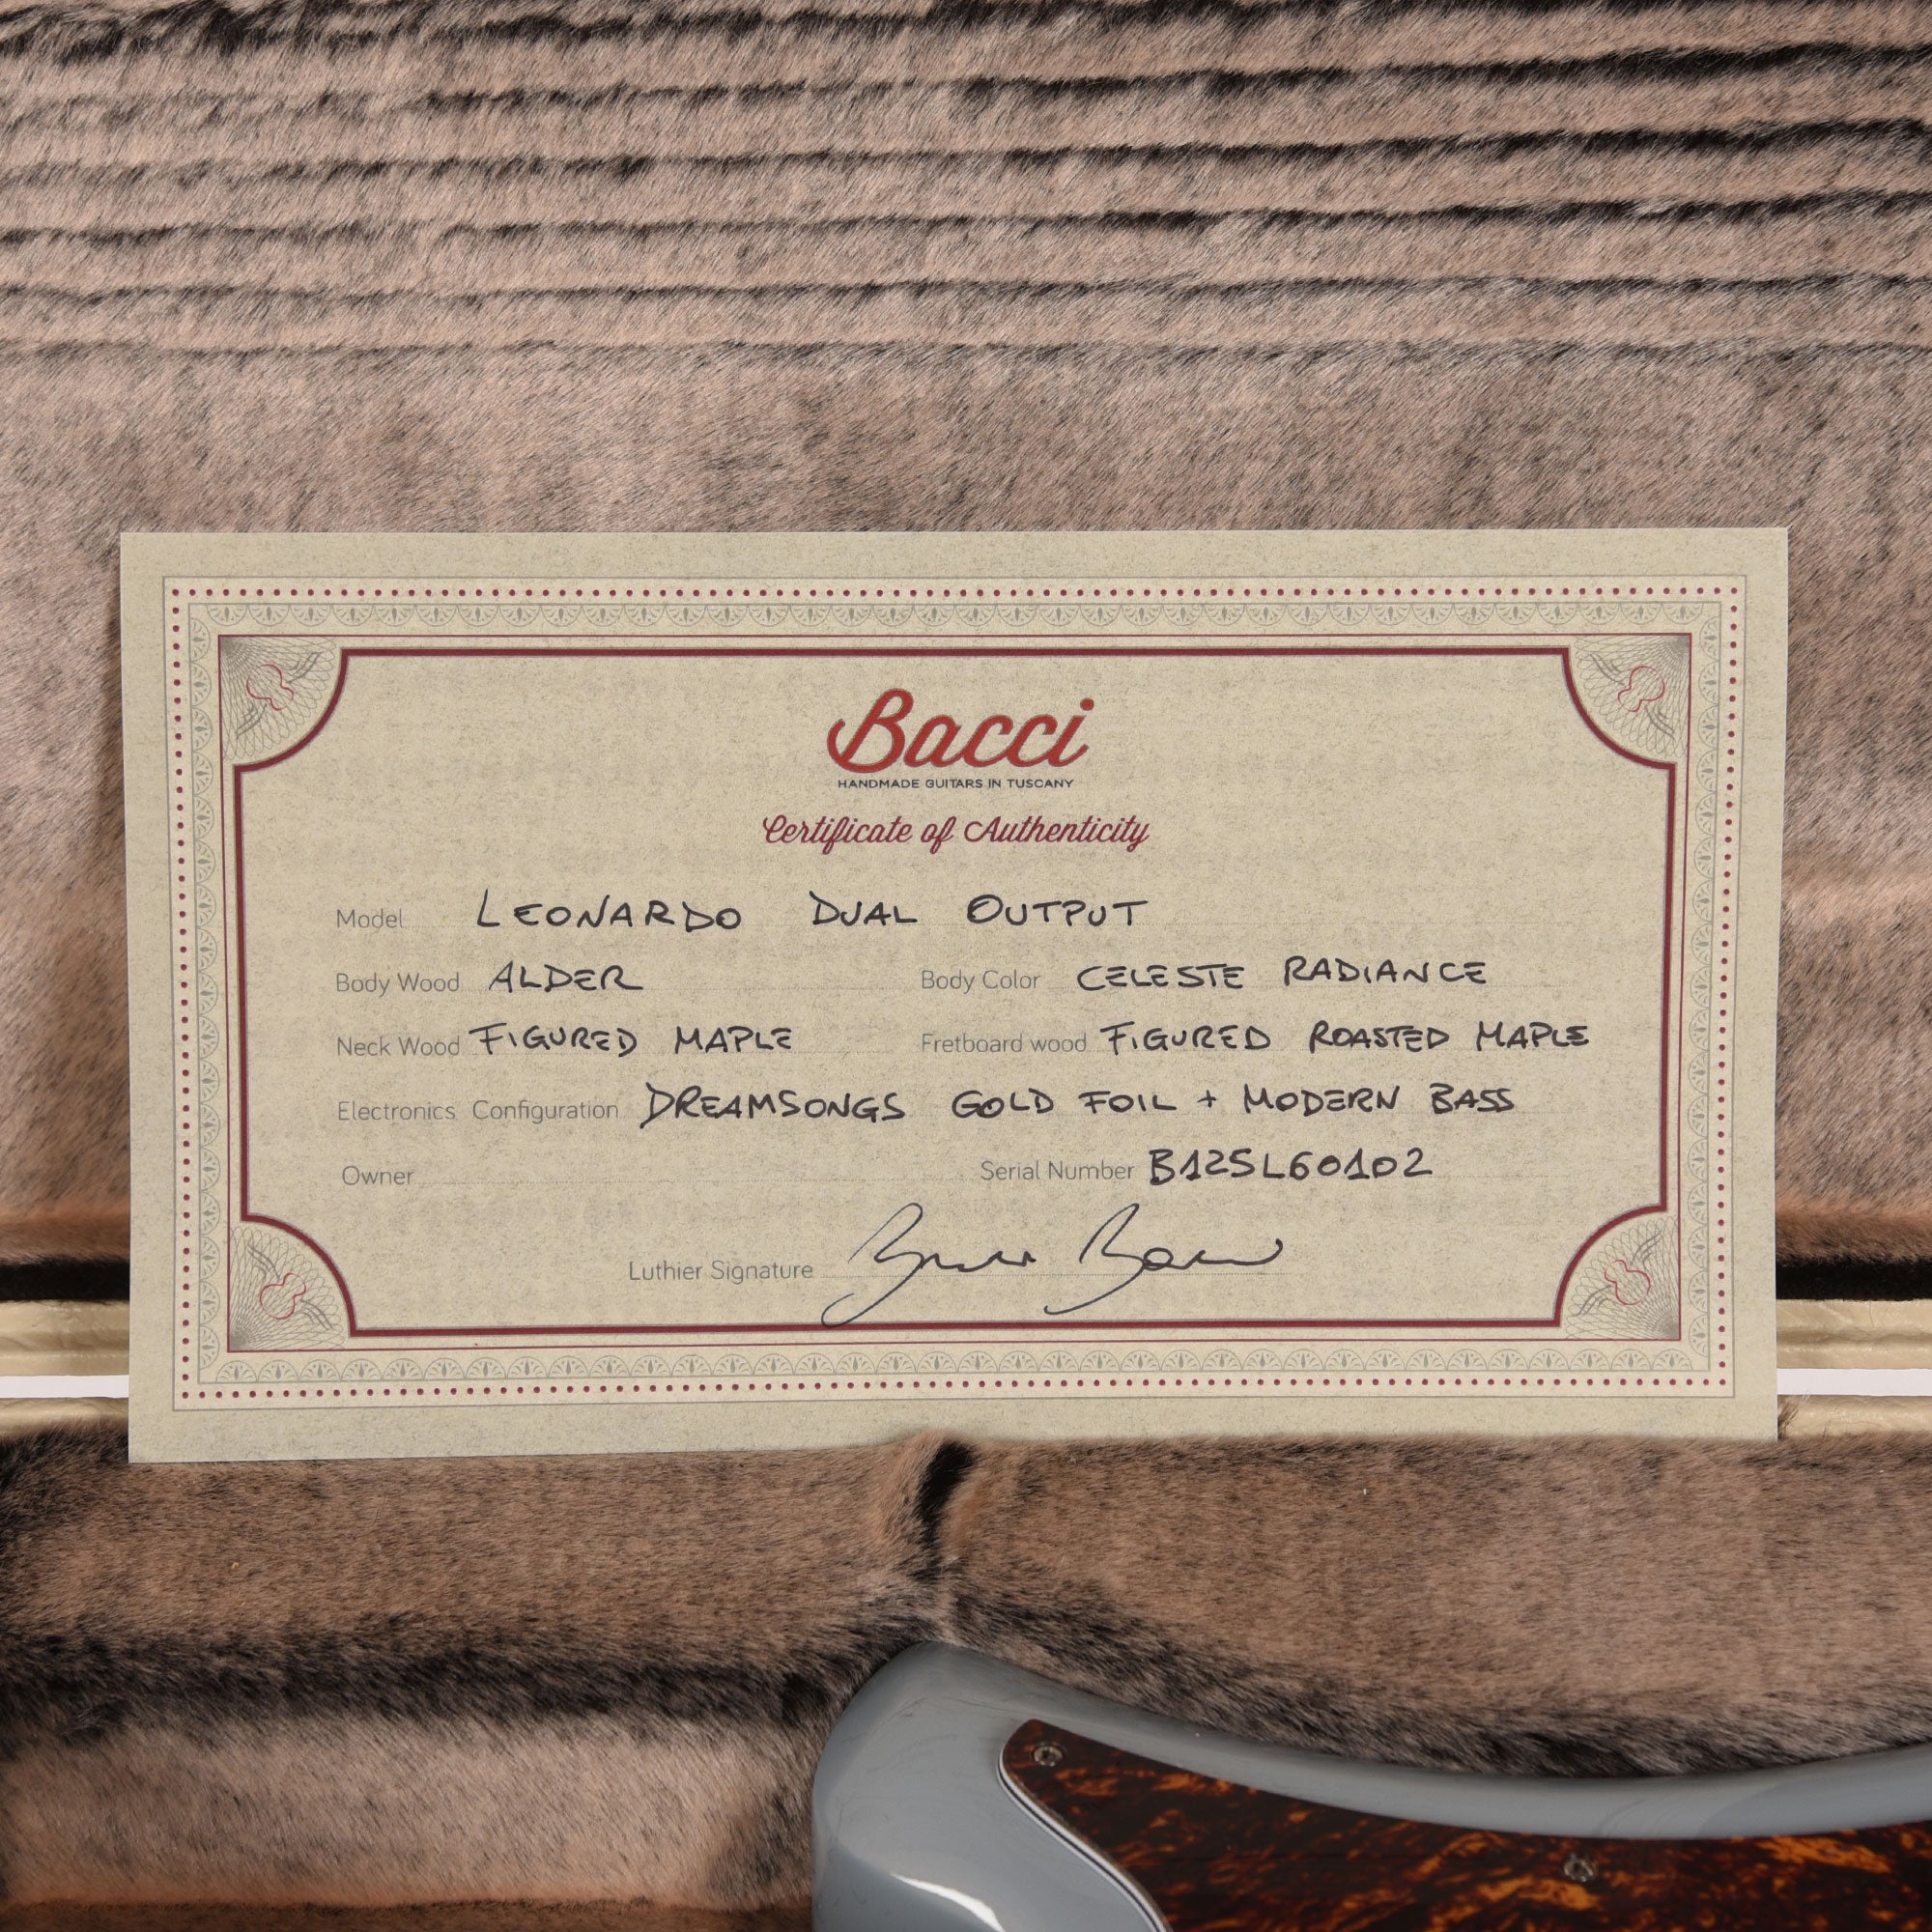 Bacci
HANDMADE GUITARS IN TUSCANY
Certificate of Authenticity
Model LEONARDO DUAL OUTPUT
Body Wood ALDER Body Color CELESTE RADIANCE
Neck Wood FIGURED MAPLE Fretboard wood FIGURED ROASTED MAPLE
Electronics Configuration DREAMSONGS GOLD FOIL + MODERN BASS
Owner Serial Number B125L60102
Luthier Signature